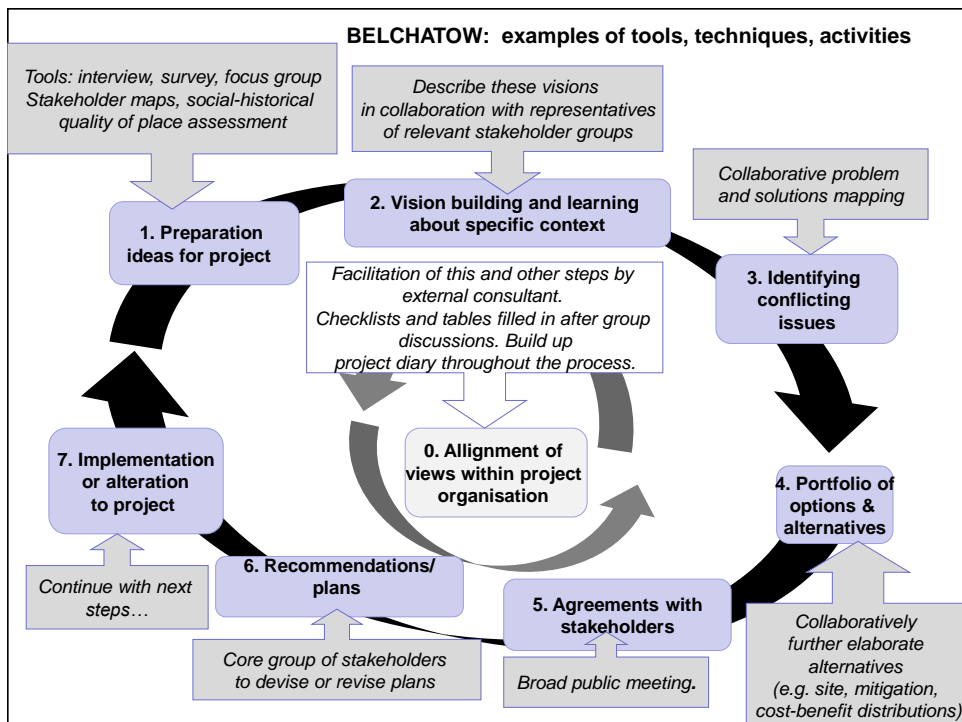 BELCHATOW: examples of tools, techniques, activities
Tools: interview, survey, focus group
Stakeholder maps, social-historical
quality of place assessment
Describe these visions
in collaboration with representatives
of relevant stakeholder groups
Collaborative problem
and solutions mapping
1. Preparation
ideas for project
2. Vision building and learning
about specific context
3. Identifying
conflicting
issues
Facilitation of this and other steps by
external consultant.
Checklists and tables filled in after group
discussions. Build up
project diary throughout the process.
0. Allignment of
views within project
organisation
7. Implementation
or alteration
to project
4. Portfolio of
options &
alternatives
6. Recommendations/
plans
5. Agreements with
stakeholders
Continue with next
steps…
Core group of stakeholders
to devise or revise plans
Broad public meeting.
Collaboratively
further elaborate
alternatives
(e.g. site, mitigation,
cost-benefit distributions)